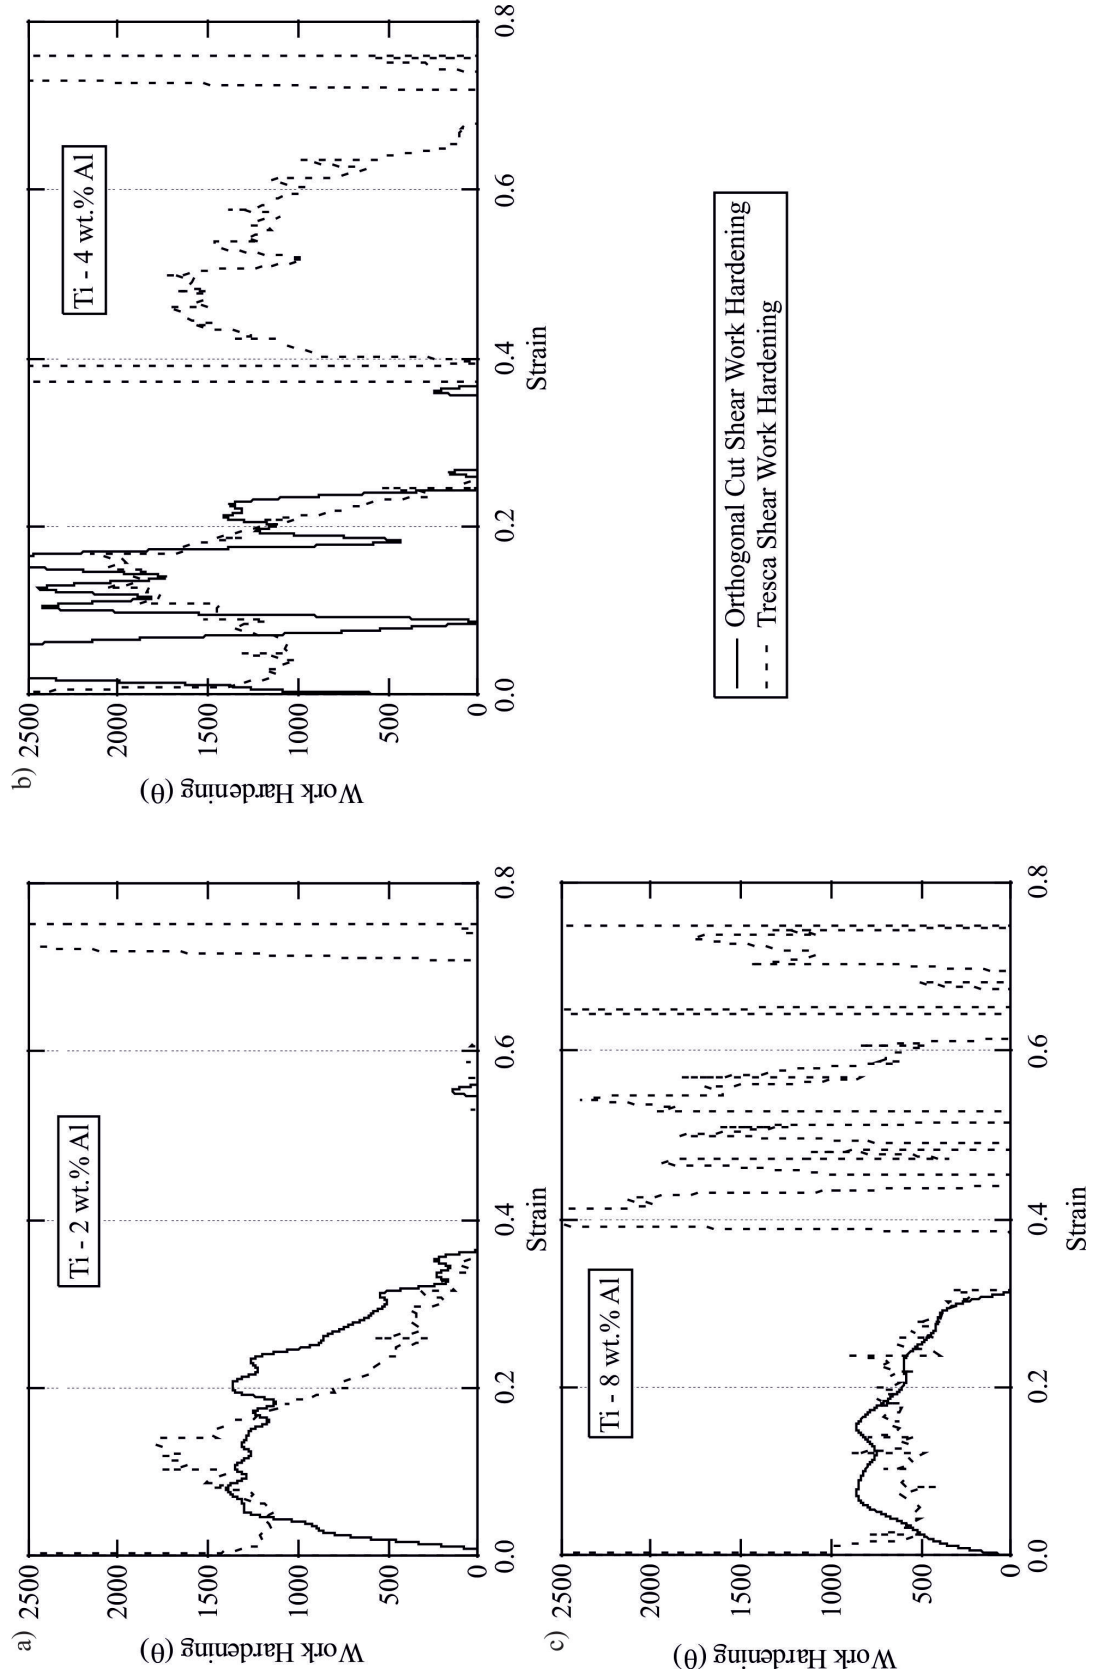 a)
Ti - 2 wt.% Al
Work Hardening (θ)
2500
2000
1500
1000
500
0
0.0
0.2
0.4
0.6
0.8
Strain
b)
Ti - 4 wt.% Al
Work Hardening (θ)
2500
2000
1500
1000
500
0
0.0
0.2
0.4
0.6
0.8
Strain
c)
Ti - 8 wt.% Al
Work Hardening (θ)
2500
2000
1500
1000
500
0
0.0
0.2
0.4
0.6
0.8
Strain
Orthogonal Cut Shear Work Hardening
Tresca Shear Work Hardening